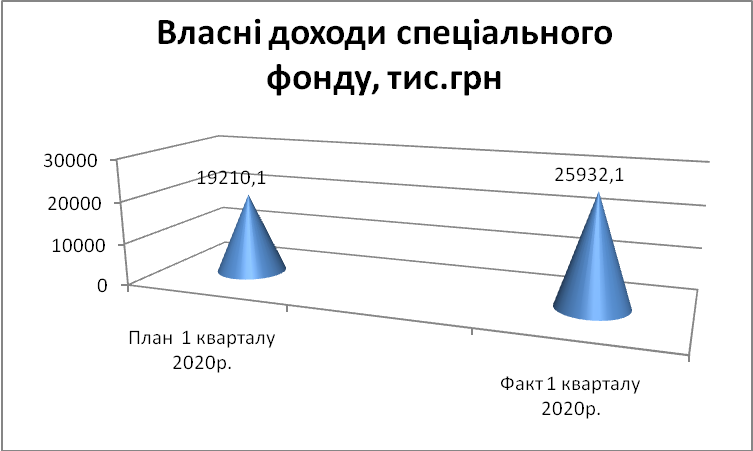 Власні доходи спеціального
фонду, тис.грн
30000
20000
10000
0
19210,1
25932,1
План 1 кварталу
2020р.
Факт 1 кварталу
2020р.